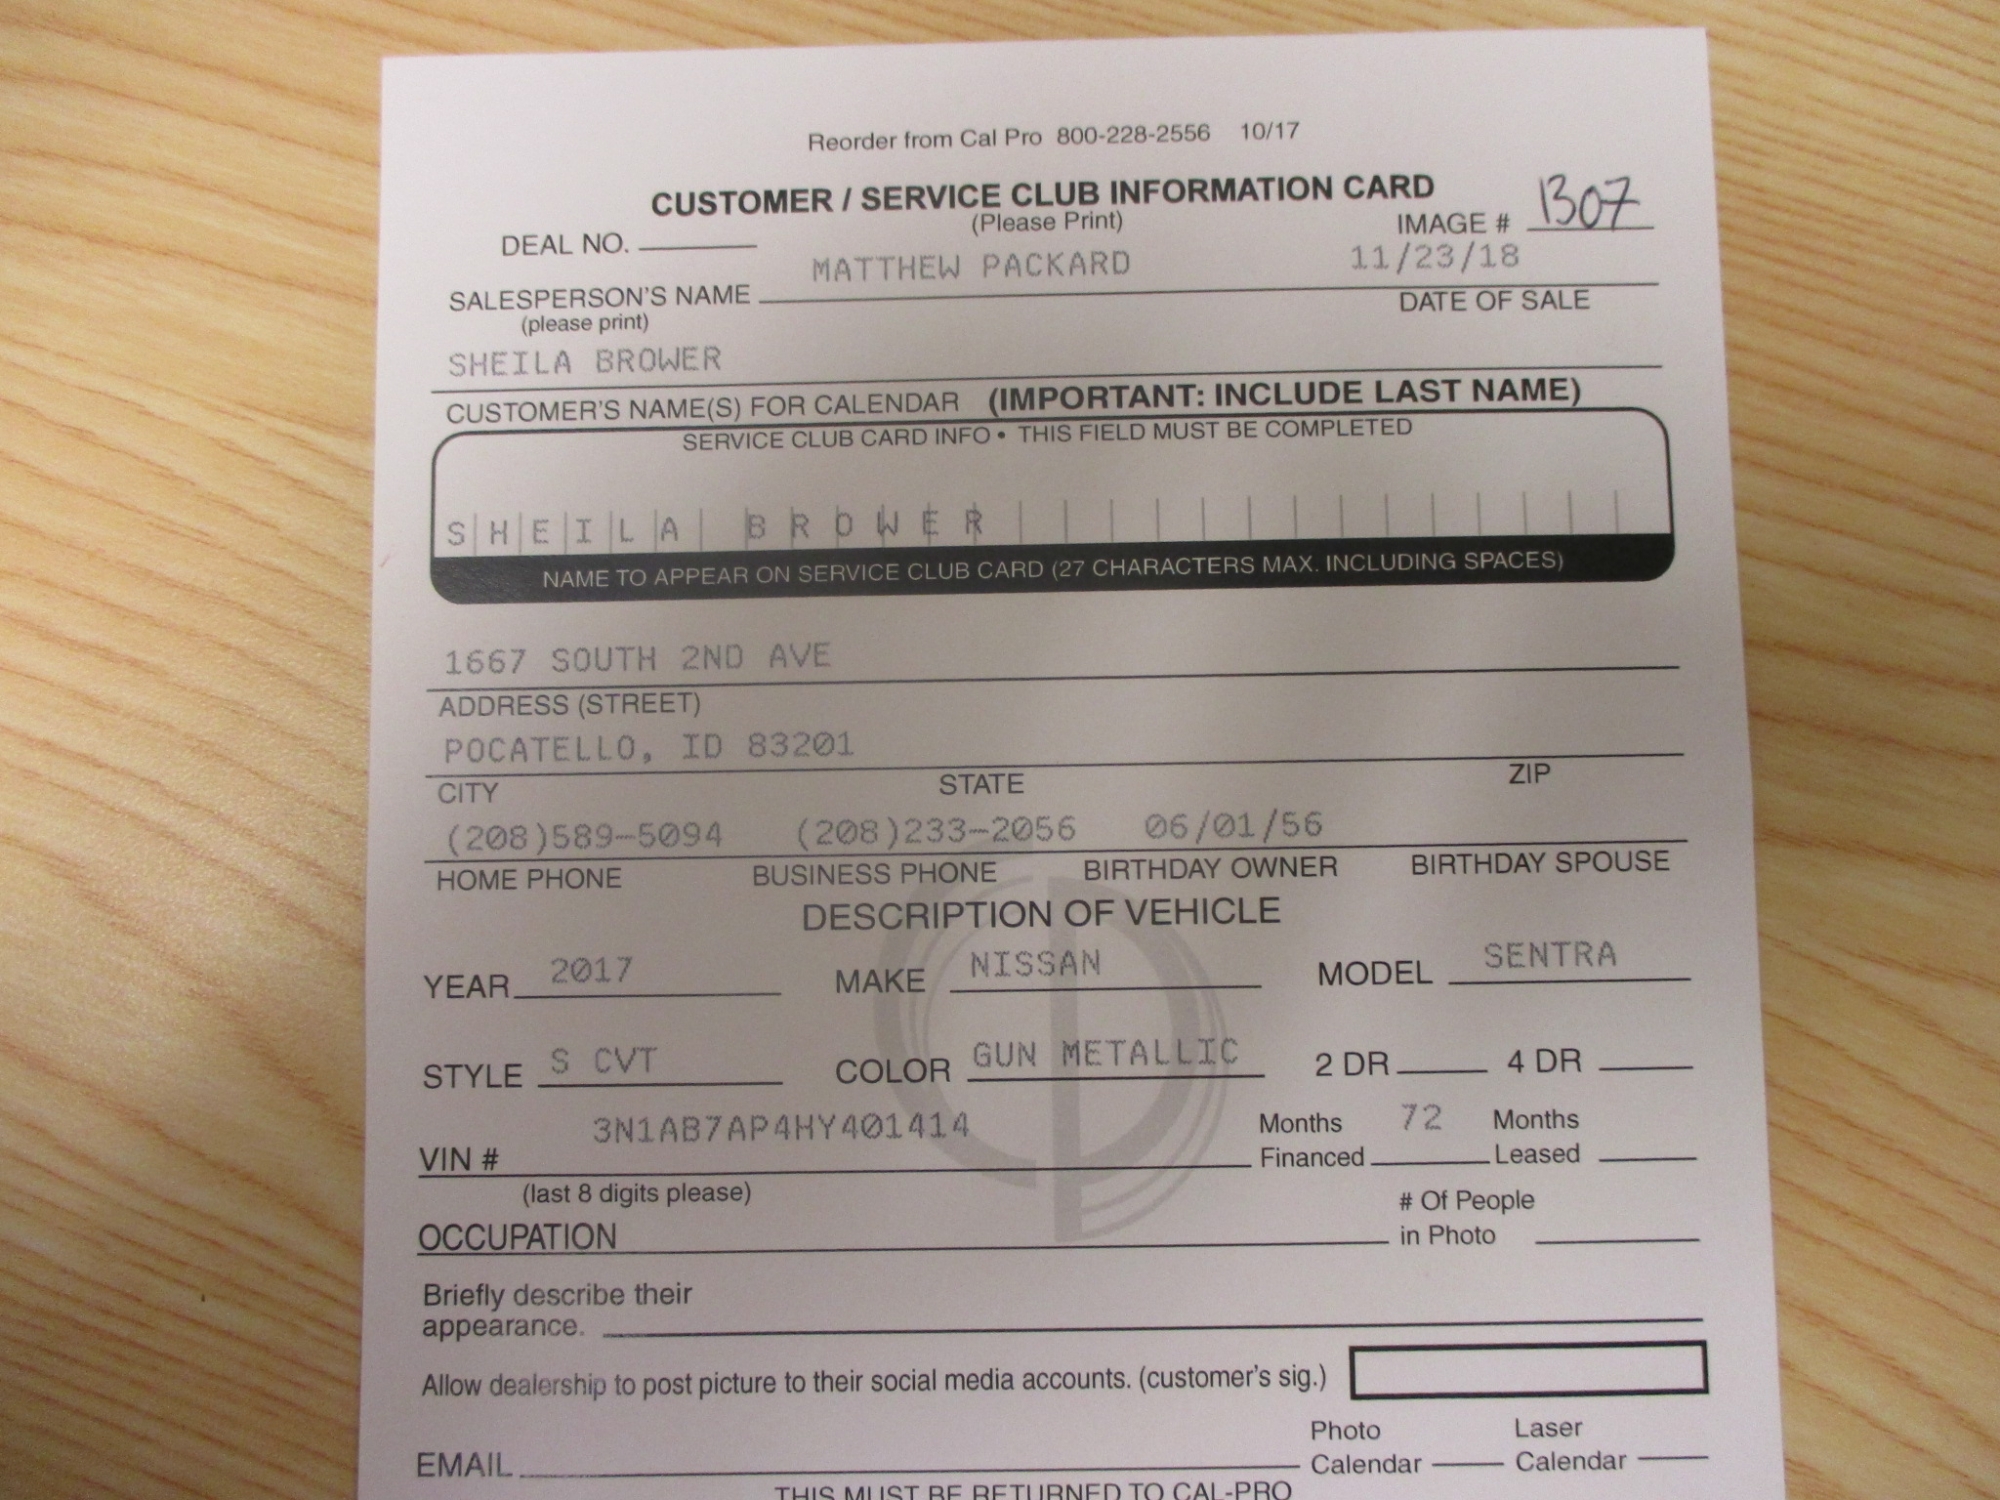 Reorder from Cal Pro 800-228-2556 10/17
CUSTOMER / SERVICE CLUB INFORMATION CARD
(Please Print)
DEAL NO. IMAGE # 1307
MATTHEW PACKARD 11/23/18
SALESPERSON'S NAME DATE OF SALE
(please print)
SHEILA BROWER
CUSTOMER'S NAME(S) FOR CALENDAR (IMPORTANT: INCLUDE LAST NAME)
SERVICE CLUB CARD INFO • THIS FIELD MUST BE COMPLETED
SHEILA BROWER
NAME TO APPEAR ON SERVICE CLUB CARD (27 CHARACTERS MAX. INCLUDING SPACES)
1667 SOUTH 2ND AVE
ADDRESS (STREET)
POCATELLO, ID 83201
CITY STATE ZIP
(208)589-5094 (208)233-2056 06/01/56
HOME PHONE BUSINESS PHONE BIRTHDAY OWNER BIRTHDAY SPOUSE
DESCRIPTION OF VEHICLE
YEAR 2017 MAKE NISSAN MODEL SENTRA
STYLE S CVT COLOR GUN METALLIC 2 DR 4 DR
3N1AB7AP4HY401414 Months 72 Months
VIN # Financed Leased
(last 8 digits please) # Of People
OCCUPATION in Photo
Briefly describe their
appearance.
Allow dealership to post picture to their social media accounts. (customer's sig.)
Photo Laser
EMAIL Calendar Calendar
THIS MUST BE RETURNED TO CAL-PRO